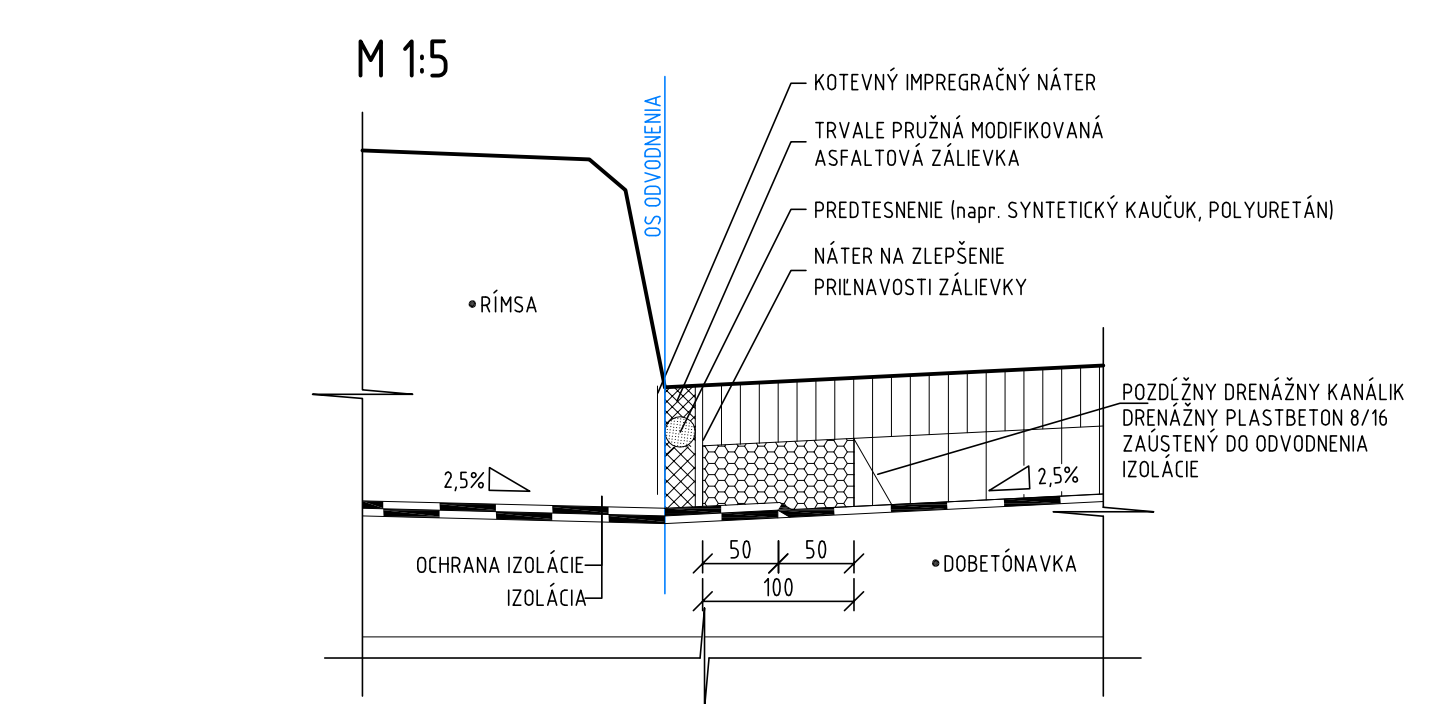 M 1:5
OS ODVODNENIA
KOTEVNÝ IMPREGRAČNÝ NÁTER
TRVALE PRUŽNÁ MODIFIKOVANÁ
ASFALTOVÁ ZÁLIEVKA
PREDTESNENIE (napr. SYNTETICKÝ KAUČUK, POLYURETÁN)
NÁTER NA ZLEPŠENIE
PRIĽNAVOSTI ZÁLIEVKY
RÍMSA
POZDĹŽNY DRENÁŽNY KANÁLIK
DRENÁŽNY PLASTBETON 8/16
ZAÚSTENÝ DO ODVODNENIA
IZOLÁCIE
2,5%
2,5%
OCHRANA IZOLÁCIE
IZOLÁCIA
50
50
100
DOBETÓNAVKA